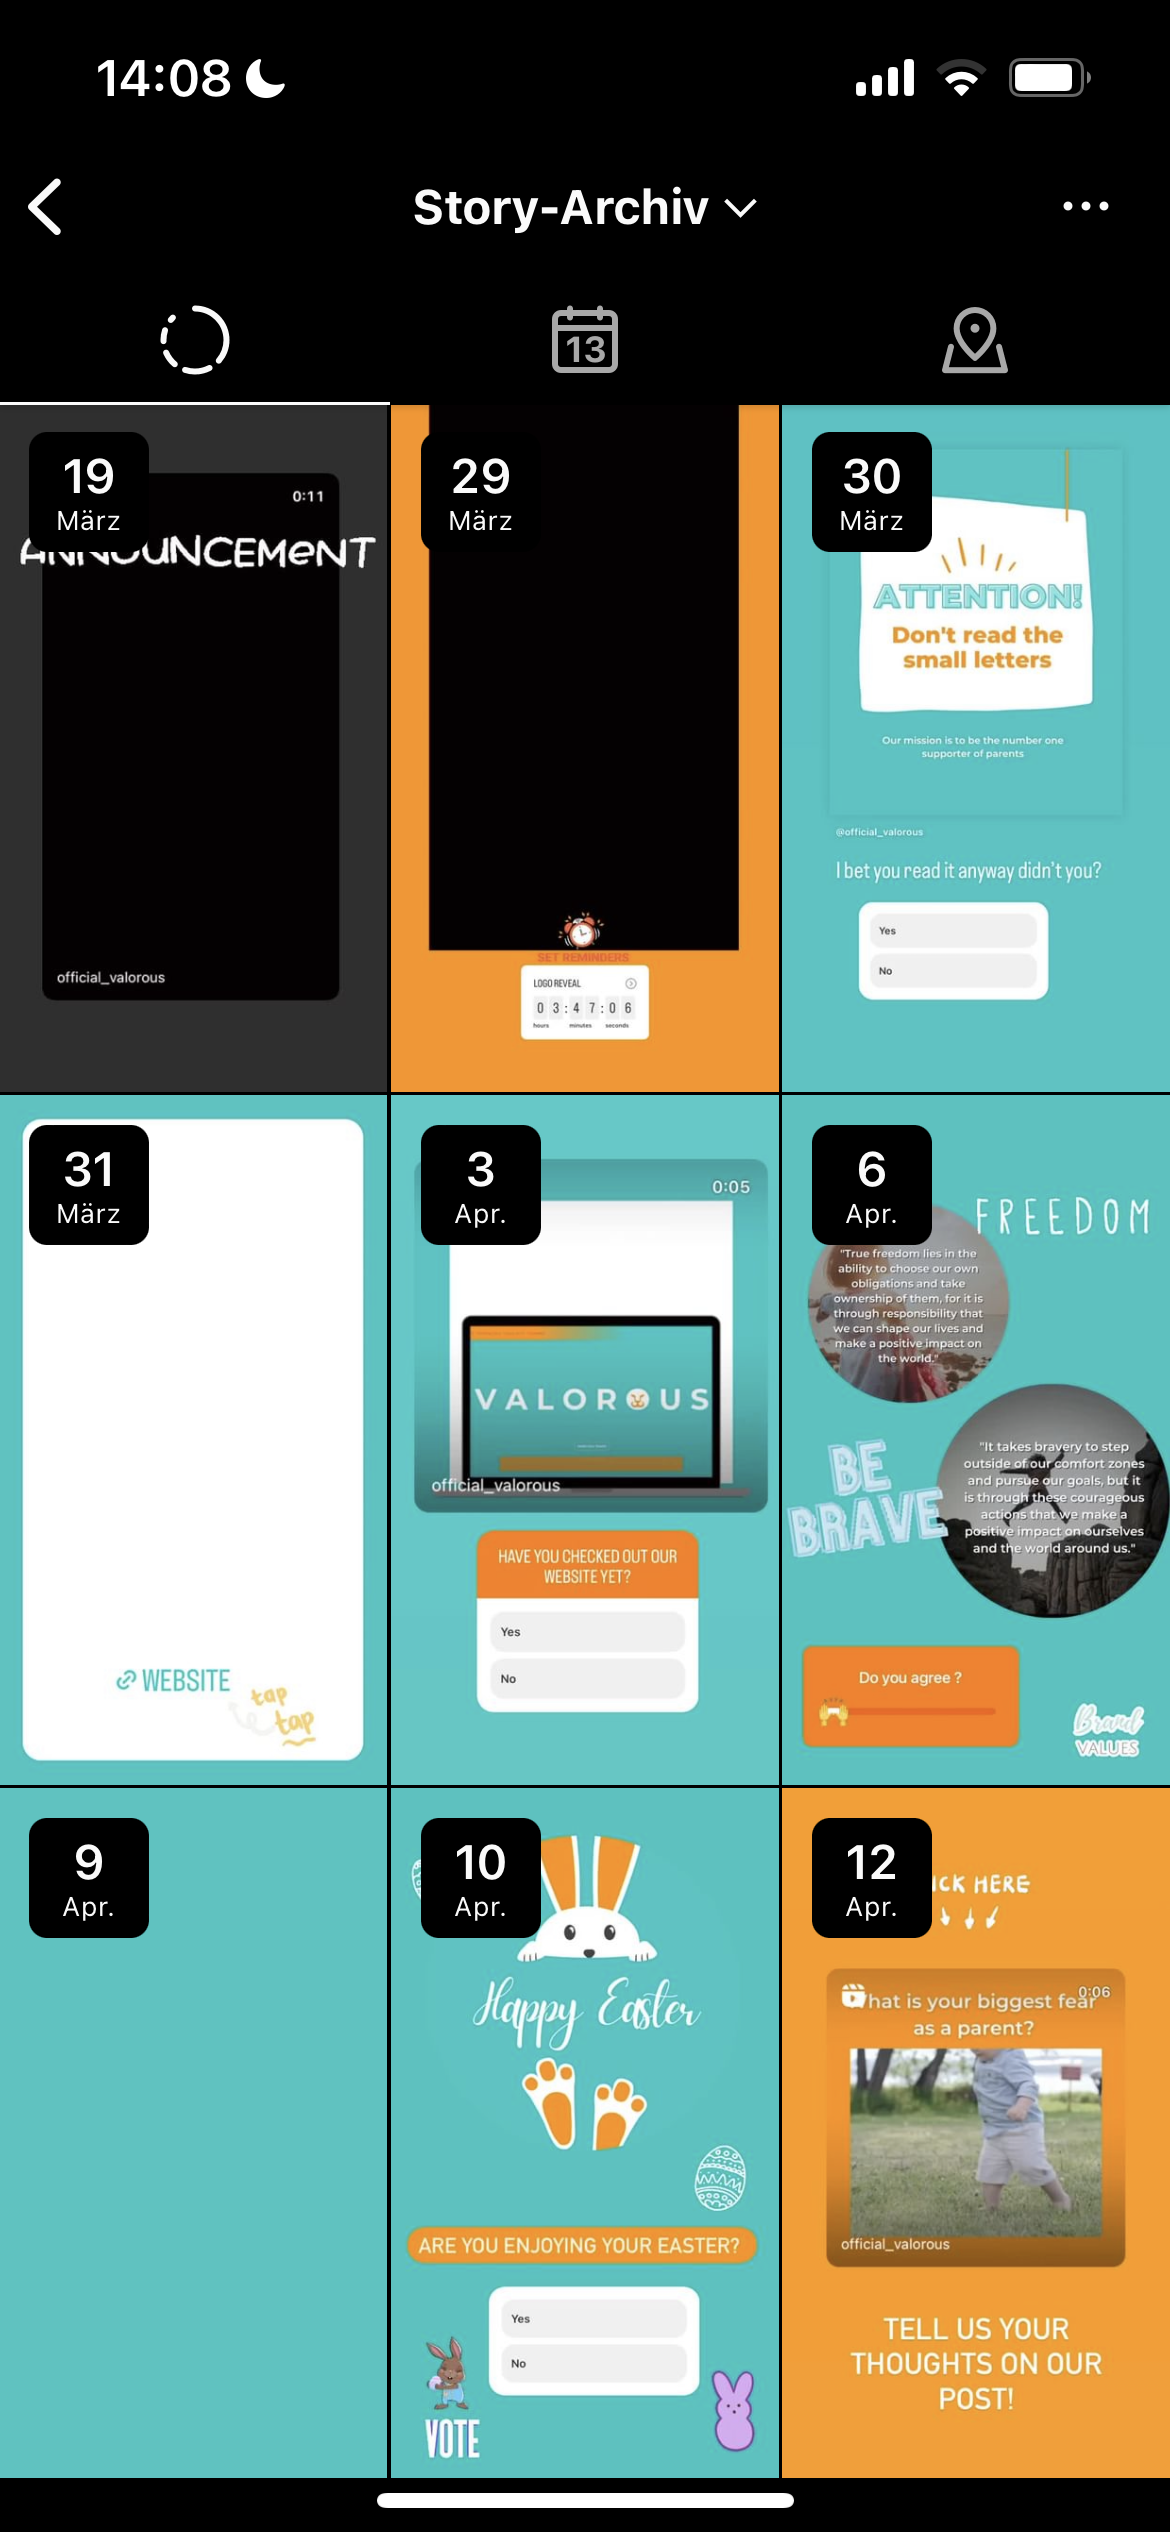 14:08
Story-Archiv
13
19
März
0:11
ANNOUNCEMENT
official_valorous
29
März
SET REMINDERS
LOGO REVEAL
03:47:06
hours minutes seconds
30
März
ATTENTION!
Don't read the
small letters
Our mission is to be the number one
supporter of parents
@official_valorous
I bet you read it anyway didn't you?
Yes
No
31
März
WEBSITE
tap
tap
3
Apr.
0:05
VALOROUS
official_valorous
HAVE YOU CHECKED OUT OUR
WEBSITE YET?
Yes
No
6
Apr.
FREEDOM
"True freedom lies in the
ability to choose our own
obligations and take
ownership of them, for it is
through responsibility that
we can shape our lives and
make a positive impact on
the world."
BE
BRAVE
"It takes bravery to step
outside of our comfort zones
and pursue our goals, but it
is through these courageous
actions that we make a
positive impact on ourselves
and the world around us."
Do you agree ?
Brand
VALUES
9
Apr.
10
Apr.
Happy Easter
ARE YOU ENJOYING YOUR EASTER?
Yes
No
VOTE
12
Apr.
ICK HERE
0:06
hat is your biggest fear
as a parent?
official_valorous
TELL US YOUR
THOUGHTS ON OUR
POST!